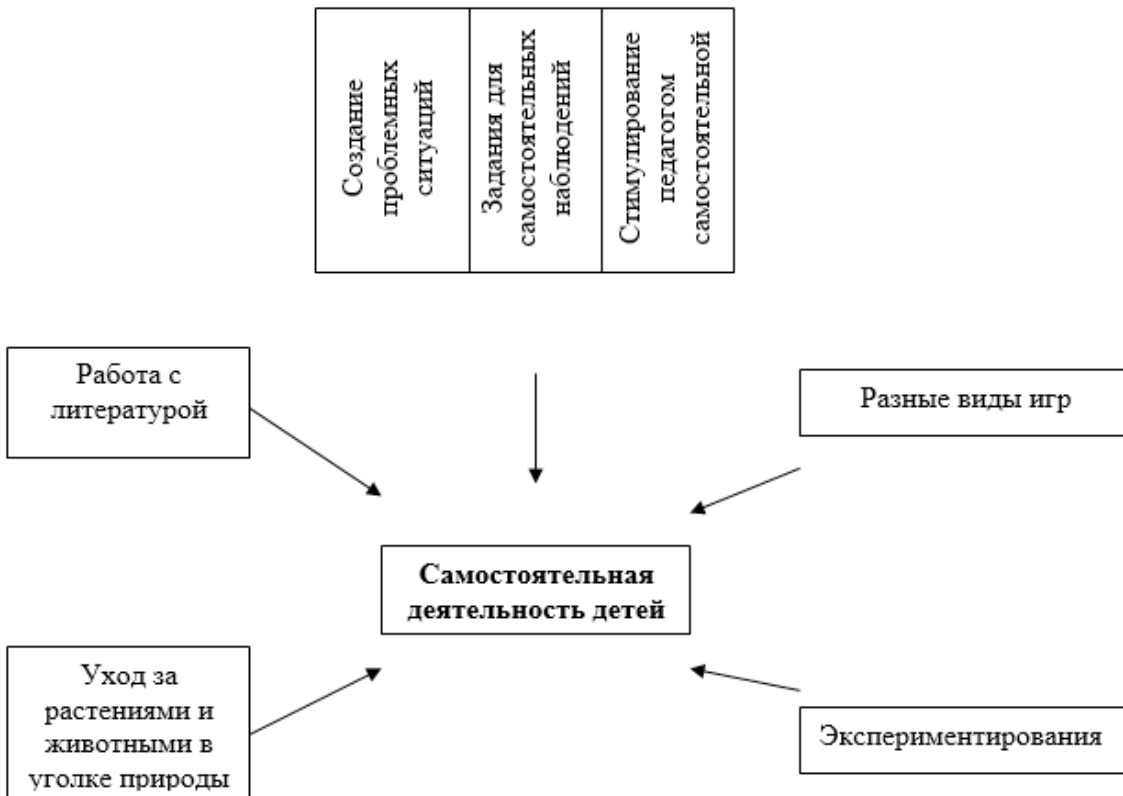 Создание
проблемных
ситуаций
Задания для
самостоятельных
наблюдений
Стимулирование
педагогом
самостоятельной
Работа с
литературой
Разные виды игр
Самостоятельная
деятельность детей
Уход за
растениями и
животными в
уголке природы
Экспериментирования